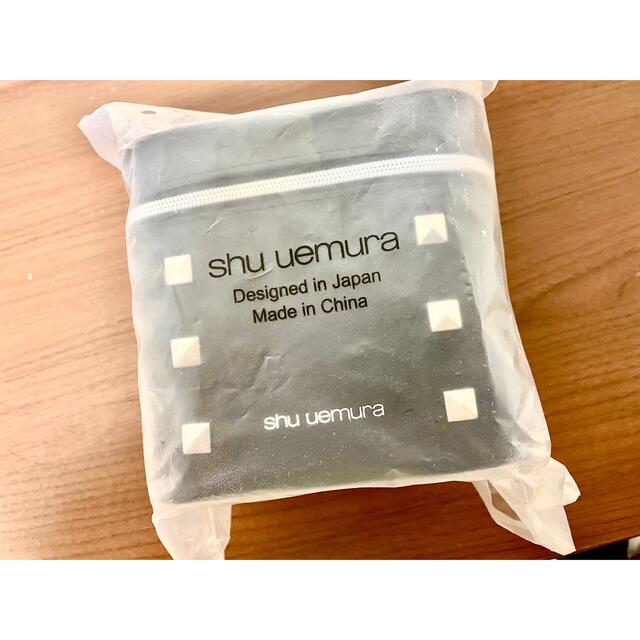 shu uemura
Designed in Japan
Made in China
shu uemura